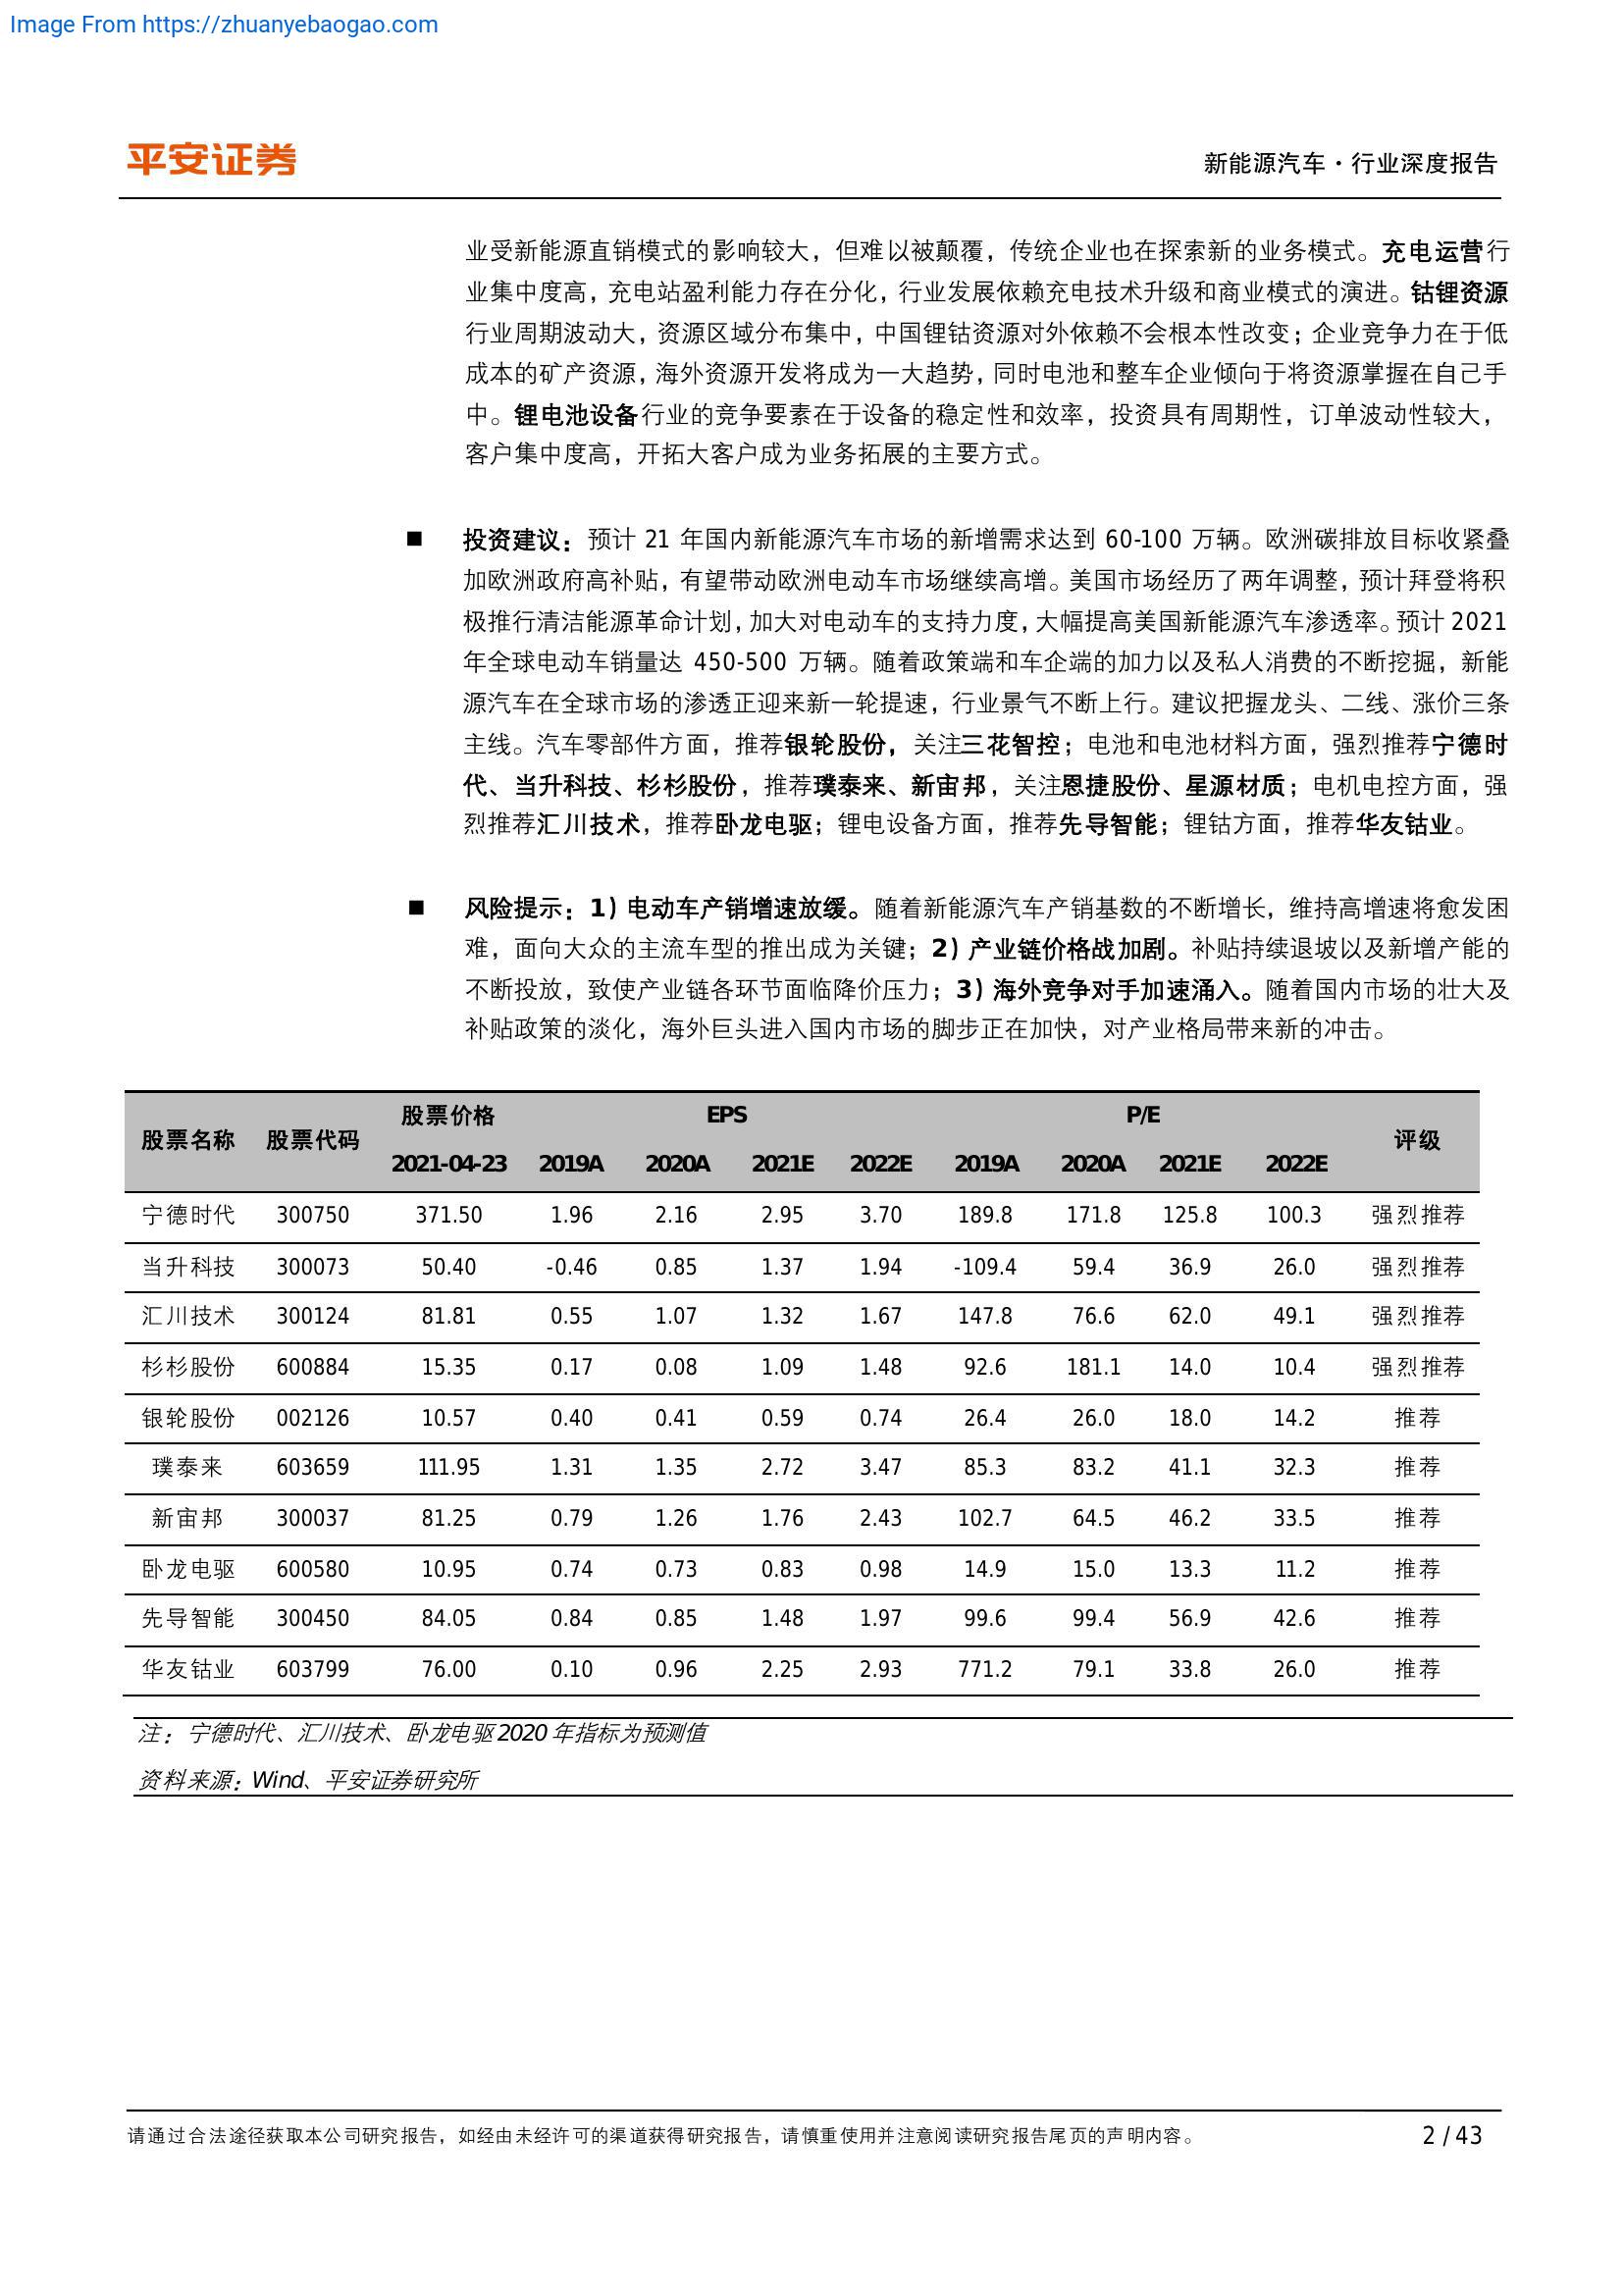 Image From https://zhuanyebaogao.com
平安证券
新能源汽车·行业深度报告
业受新能源直销模式的影响较大，但难以被颠覆，传统企业也在探索新的业务模式。充电运营行
业集中度高，充电站盈利能力存在分化，行业发展依赖充电技术升级和商业模式的演进。钴锂资源
行业周期波动大，资源区域分布集中，中国锂钴资源对外依赖不会根本性改变；企业竞争力在于低
成本的矿产资源，海外资源开发将成为一大趋势，同时电池和整车企业倾向于将资源掌握在自己手
中。锂电池设备行业的竞争要素在于设备的稳定性和效率，投资具有周期性，订单波动性较大，
客户集中度高，开拓大客户成为业务拓展的主要方式。
■ 投资建议：预计 21 年国内新能源汽车市场的新增需求达到 60-100 万辆。欧洲碳排放目标收紧叠
加欧洲政府高补贴，有望带动欧洲电动车市场继续高增。美国市场经历了两年调整，预计拜登将积
极推行清洁能源革命计划，加大对电动车的支持力度，大幅提高美国新能源汽车渗透率。预计 2021
年全球电动车销量达 450-500 万辆。随着政策端和车企端的加力以及私人消费的不断挖掘，新能
源汽车在全球市场的渗透正迎来新一轮提速，行业景气不断上行。建议把握龙头、二线、涨价三条
主线。汽车零部件方面，推荐银轮股份，关注三花智控；电池和电池材料方面，强烈推荐宁德时
代、当升科技、杉杉股份，推荐璞泰来、新宙邦，关注恩捷股份、星源材质；电机电控方面，强
烈推荐汇川技术，推荐卧龙电驱；锂电设备方面，推荐先导智能；锂钴方面，推荐华友钴业。
■ 风险提示：1）电动车产销增速放缓。随着新能源汽车产销基数的不断增长，维持高增速将愈发困
难，面向大众的主流车型的推出成为关键；2）产业链价格战加剧。补贴持续退坡以及新增产能的
不断投放，致使产业链各环节面临降价压力；3）海外竞争对手加速涌入。随着国内市场的壮大及
补贴政策的淡化，海外巨头进入国内市场的脚步正在加快，对产业格局带来新的冲击。
股票名称 股票代码 股票价格 EPS P/E 评级
2021-04-23 2019A 2020A 2021E 2022E 2019A 2020A 2021E 2022E
宁德时代 300750 371.50 1.96 2.16 2.95 3.70 189.8 171.8 125.8 100.3 强烈推荐
当升科技 300073 50.40 -0.46 0.85 1.37 1.94 -109.4 59.4 36.9 26.0 强烈推荐
汇川技术 300124 81.81 0.55 1.07 1.32 1.67 147.8 76.6 62.0 49.1 强烈推荐
杉杉股份 600884 15.35 0.17 0.08 1.09 1.48 92.6 181.1 14.0 10.4 强烈推荐
银轮股份 002126 10.57 0.40 0.41 0.59 0.74 26.4 26.0 18.0 14.2 推荐
璞泰来 603659 111.95 1.31 1.35 2.72 3.47 85.3 83.2 41.1 32.3 推荐
新宙邦 300037 81.25 0.79 1.26 1.76 2.43 102.7 64.5 46.2 33.5 推荐
卧龙电驱 600580 10.95 0.74 0.73 0.83 0.98 14.9 15.0 13.3 11.2 推荐
先导智能 300450 84.05 0.84 0.85 1.48 1.97 99.6 99.4 56.9 42.6 推荐
华友钴业 603799 76.00 0.10 0.96 2.25 2.93 771.2 79.1 33.8 26.0 推荐
注：宁德时代、汇川技术、卧龙电驱 2020 年指标为预测值
资料来源：Wind、平安证券研究所
请通过合法途径获取本公司研究报告，如经由未经许可的渠道获得研究报告，请慎重使用并注意阅读研究报告尾页的声明内容。 2 / 43